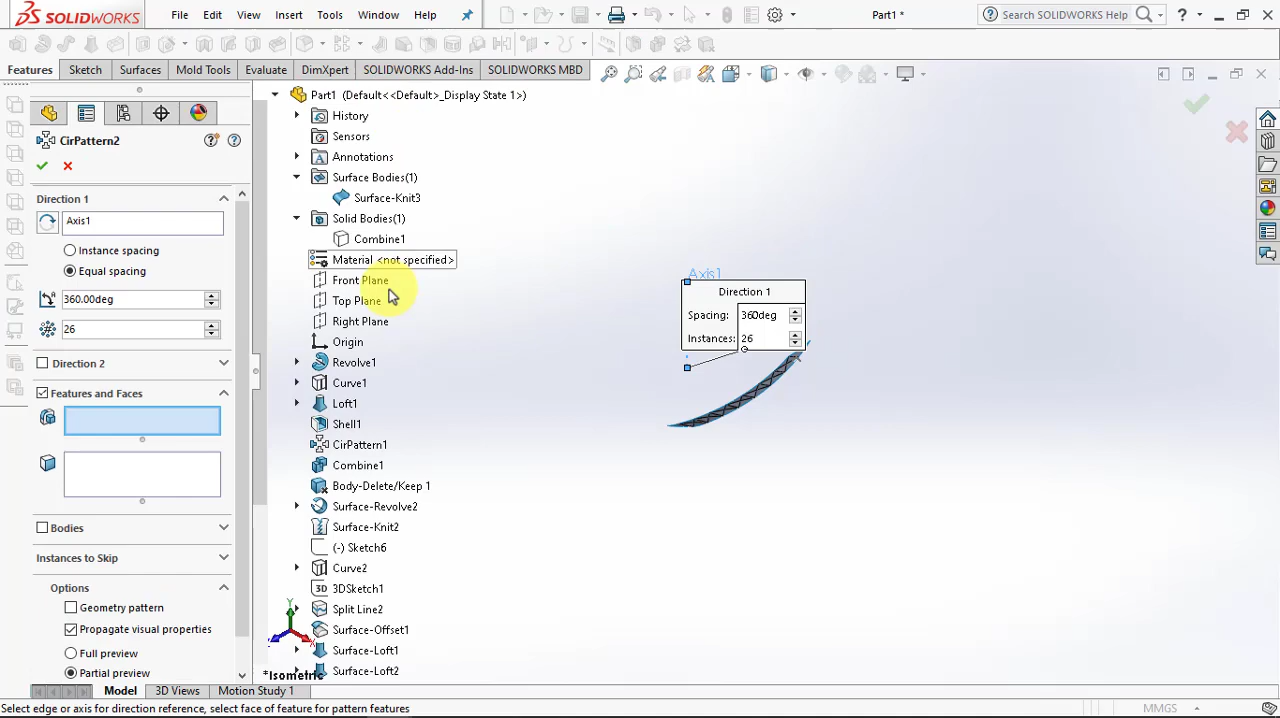 SOLIDWORKS File Edit View Insert Tools Window Help Part1 * Search SOLIDWORKS Help ?
Features Sketch Surfaces Mold Tools Evaluate DimXpert SOLIDWORKS Add-Ins SOLIDWORKS MBD
Part1 (Default<<Default>_Display State 1>)
History
CirPattern2
Sensors
Annotations
Surface Bodies(1)
Surface-Knit3
Solid Bodies(1)
Combine1
Material <not specified>
Front Plane
Top Plane
Right Plane
Origin
Revolve1
Curve1
Loft1
Shell1
CirPattern1
Combine1
Body-Delete/Keep 1
Surface-Revolve2
Surface-Knit2
(-) Sketch6
Curve2
3D 3DSketch1
Split Line2
Surface-Offset1
Surface-Loft1
Surface-Loft2
Direction 1
Axis1
Instance spacing
Equal spacing
360.00deg
26
Direction 2
Features and Faces
Bodies
Instances to Skip
Options
Geometry pattern
Propagate visual properties
Full preview
Partial preview
Axis1
Direction 1
Spacing: 360deg
Instances: 26
Y
X
*Isometric
Model 3D Views Motion Study 1
Select edge or axis for direction reference, select face of feature for pattern features
MMGS